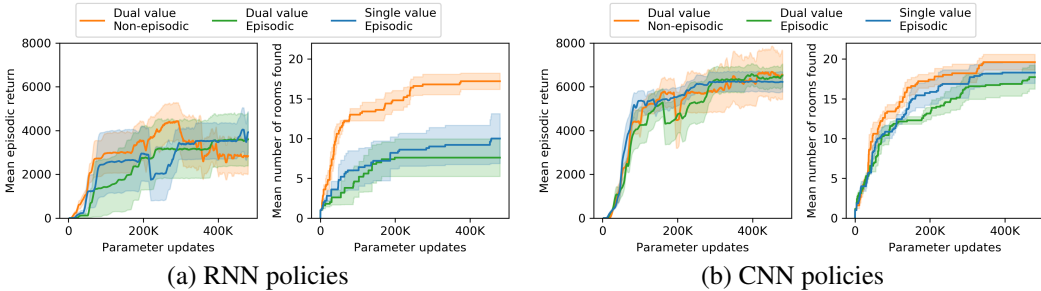 Dual value
Non-episodic
Dual value
Episodic
Single value
Episodic
8000
6000
4000
2000
0
Mean episodic return
0
200K
400K
Parameter updates
20
15
10
5
0
Mean number of rooms found
0
200K
400K
Parameter updates
(a) RNN policies
Dual value
Non-episodic
Dual value
Episodic
Single value
Episodic
8000
6000
4000
2000
0
Mean episodic return
0
200K
400K
Parameter updates
20
15
10
5
0
Mean number of rooms found
0
200K
400K
Parameter updates
(b) CNN policies